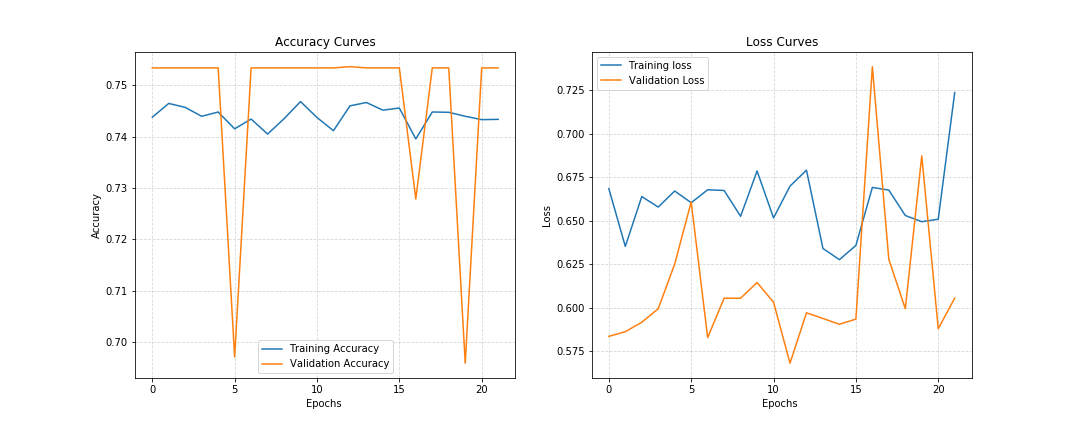 Accuracy Curves
Accuracy
0.75
0.74
0.73
0.72
0.71
0.70
0
5
10
15
20
Epochs
Training Accuracy
Validation Accuracy
Loss Curves
Loss
0.725
0.700
0.675
0.650
0.625
0.600
0.575
0
5
10
15
20
Epochs
Training loss
Validation Loss